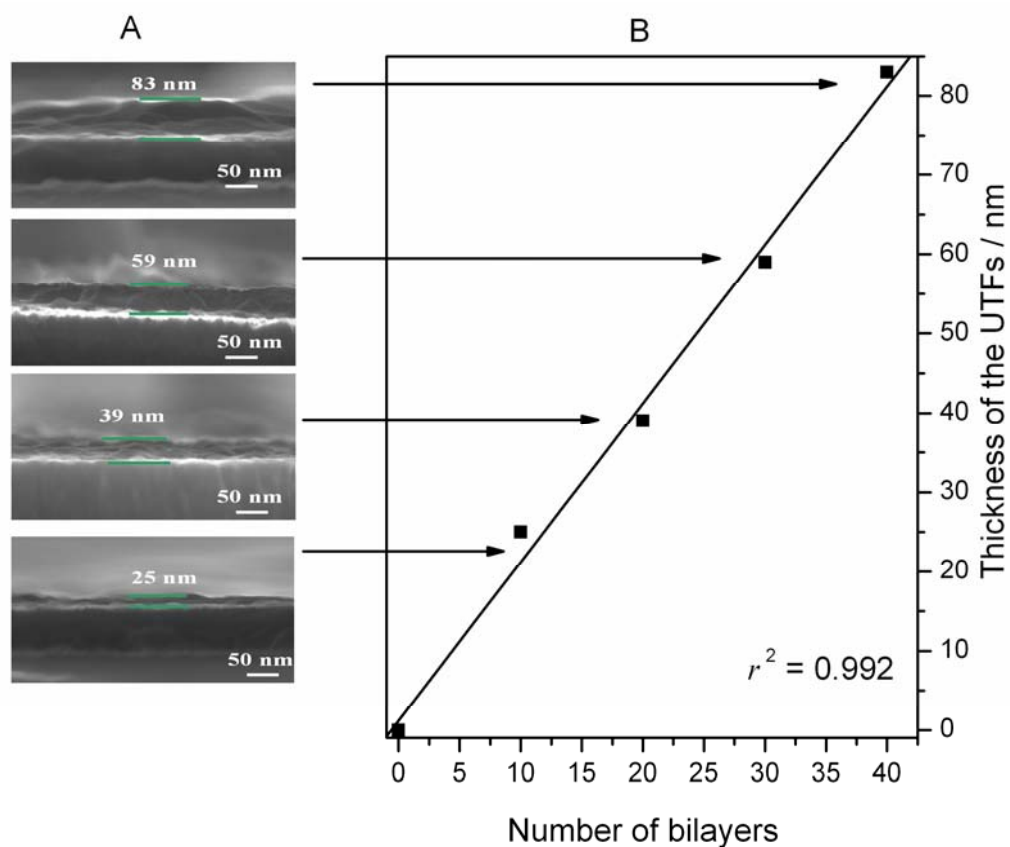 A
83 nm
50 nm
59 nm
50 nm
39 nm
50 nm
25 nm
50 nm
B
80
70
60
50
40
30
20
10
0
Thickness of the UTFs / nm
r² = 0.992
0 5 10 15 20 25 30 35 40
Number of bilayers